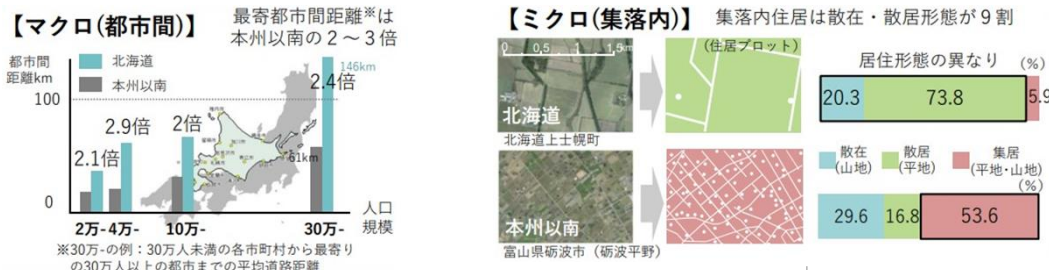 【マクロ(都市間)】
最寄都市間距離※は
本州以南の2～3倍
都市間
距離km
北海道
本州以南
146km
100
2.4倍
2.9倍
2倍
2.1倍
61km
0
2万-
4万-
10万-
30万-
人口
規模
※30万-の例：30万人未満の各市町村から最寄り
の30万人以上の都市までの平均道路距離
【ミクロ(集落内)】
集落内住居は散在・散居形態が9割
0 0.5 1 1.5km
北海道
北海道上士幌町
(住居プロット)
居住形態の異なり
(%)
20.3 73.8 5.9
散在
(山地)
散居
(平地)
集居
(平地・山地)
(%)
本州以南
富山県砺波市（砺波平野）
29.6 16.8 53.6